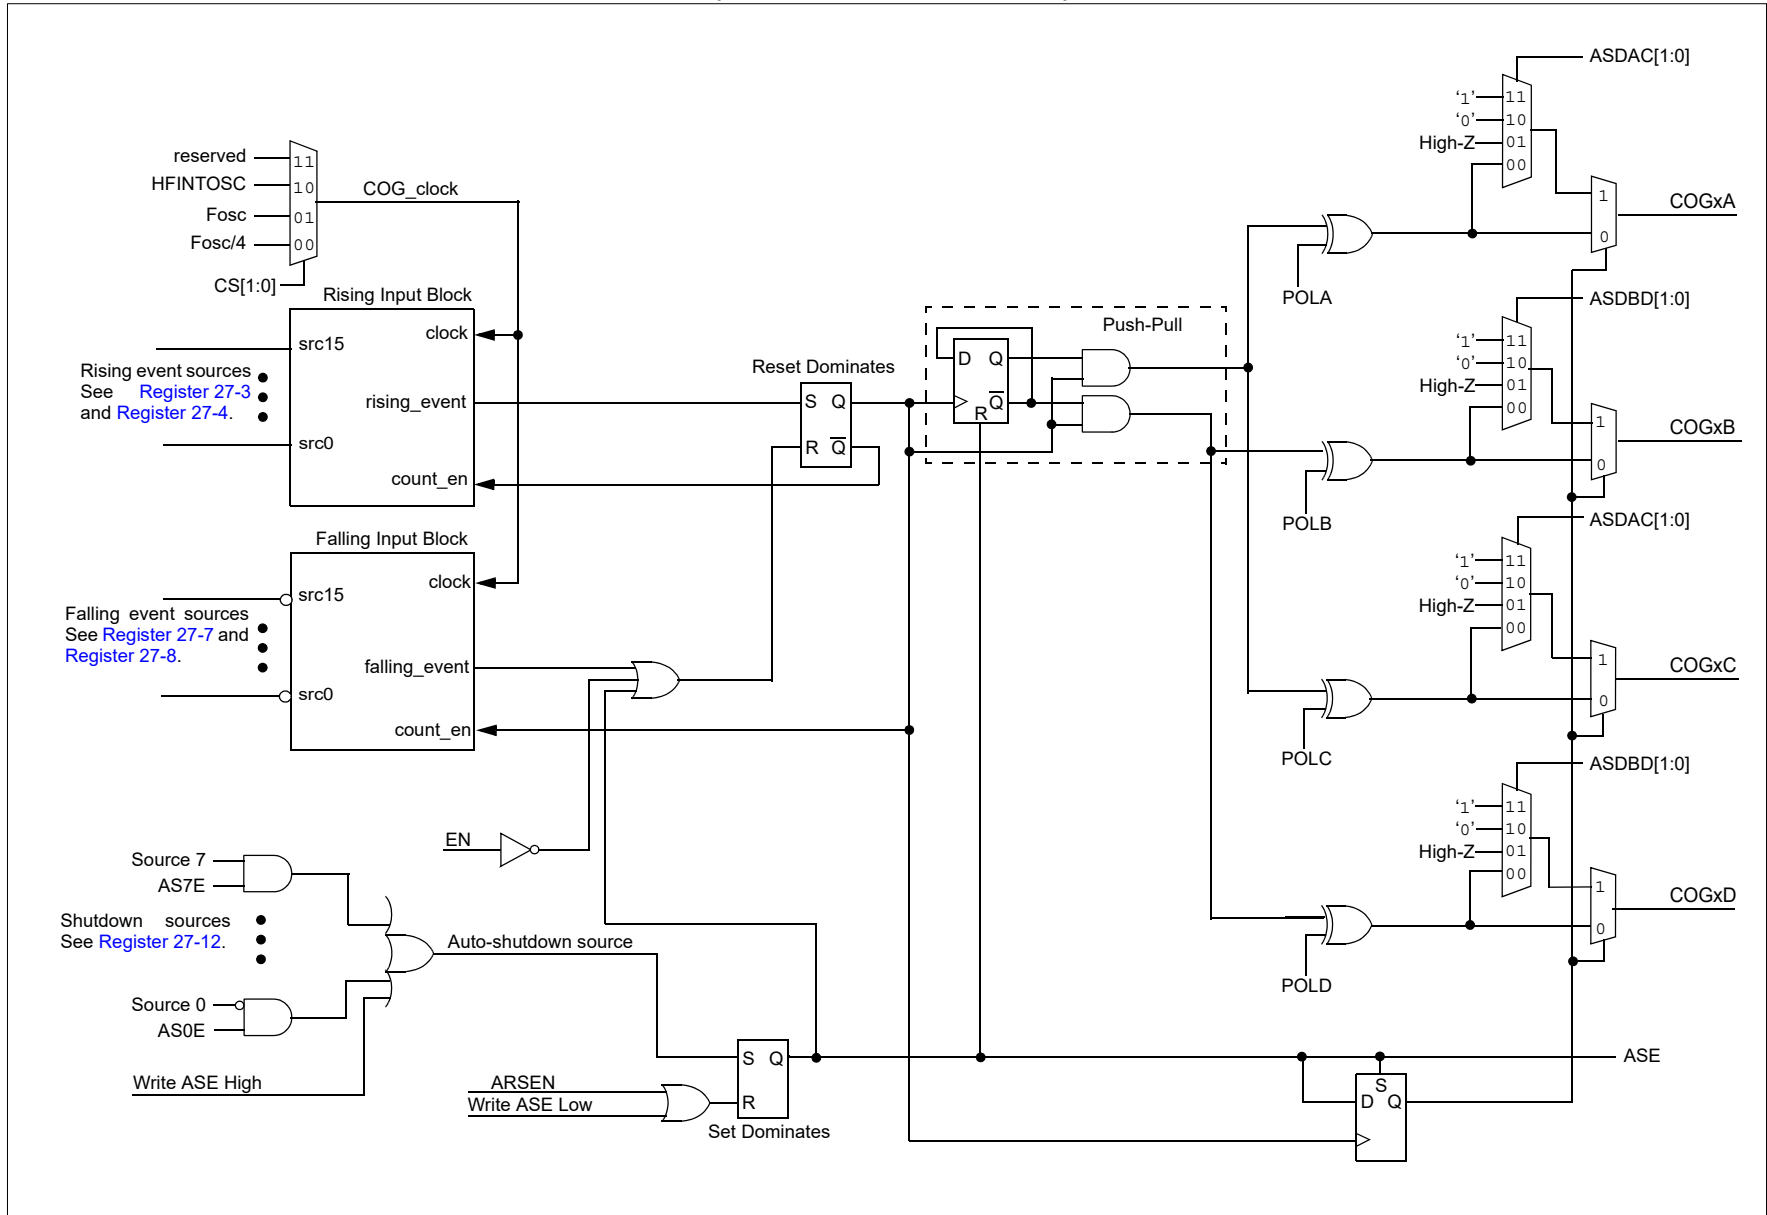 ASDAC[1:0]
‘1’
11
‘0’
10
High-Z
01
00
1
0
COGxA
POLA
reserved
11
HFINTOSC
10
Fosc
01
Fosc/4
00
CS[1:0]
COG_clock
Rising Input Block
clock
src15
Rising event sources
See Register 27-3
and Register 27-4.
rising_event
src0
count_en
Reset Dominates
S Q
R Q
Push-Pull
D Q
Q
R
ASDBD[1:0]
‘1’
11
‘0’
10
High-Z
01
00
1
0
COGxB
POLB
Falling Input Block
clock
src15
Falling event sources
See Register 27-7 and
Register 27-8.
falling_event
src0
count_en
ASDAC[1:0]
‘1’
11
‘0’
10
High-Z
01
00
1
0
COGxC
POLC
EN
Source 7
AS7E
Shutdown sources
See Register 27-12.
Auto-shutdown source
Source 0
AS0E
Write ASE High
ASDBD[1:0]
‘1’
11
‘0’
10
High-Z
01
00
1
0
COGxD
POLD
S Q
ARSEN
Write ASE Low
R
Set Dominates
ASE
S
D Q